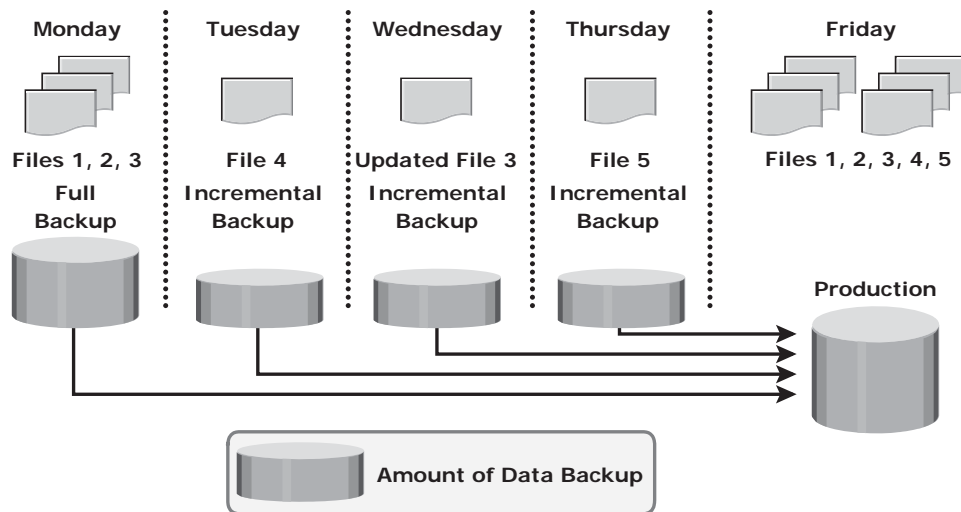 Monday
Tuesday
Wednesday
Thursday
Friday
Files 1, 2, 3
File 4
Updated File 3
File 5
Files 1, 2, 3, 4, 5
Full
Backup
Incremental
Backup
Incremental
Backup
Incremental
Backup
Production
Amount of Data Backup